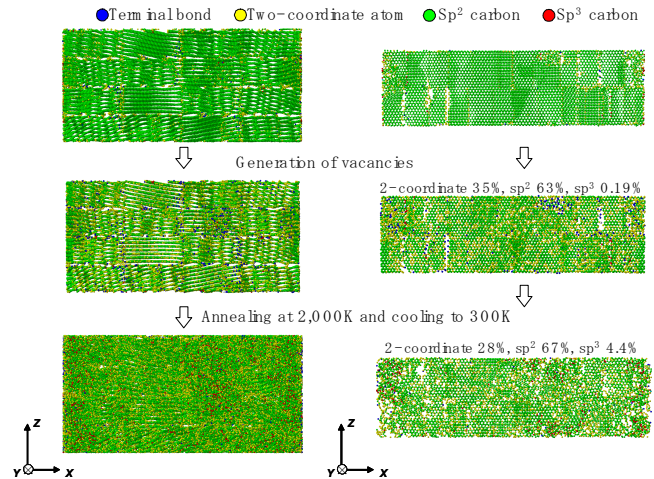 Terminal bond Two-coordinate atom Sp² carbon Sp³ carbon
Generation of vacancies
2-coordinate 35%, sp² 63%, sp³ 0.19%
Annealing at 2,000K and cooling to 300K
2-coordinate 28%, sp² 67%, sp³ 4.4%
Z Z
Y X Y X